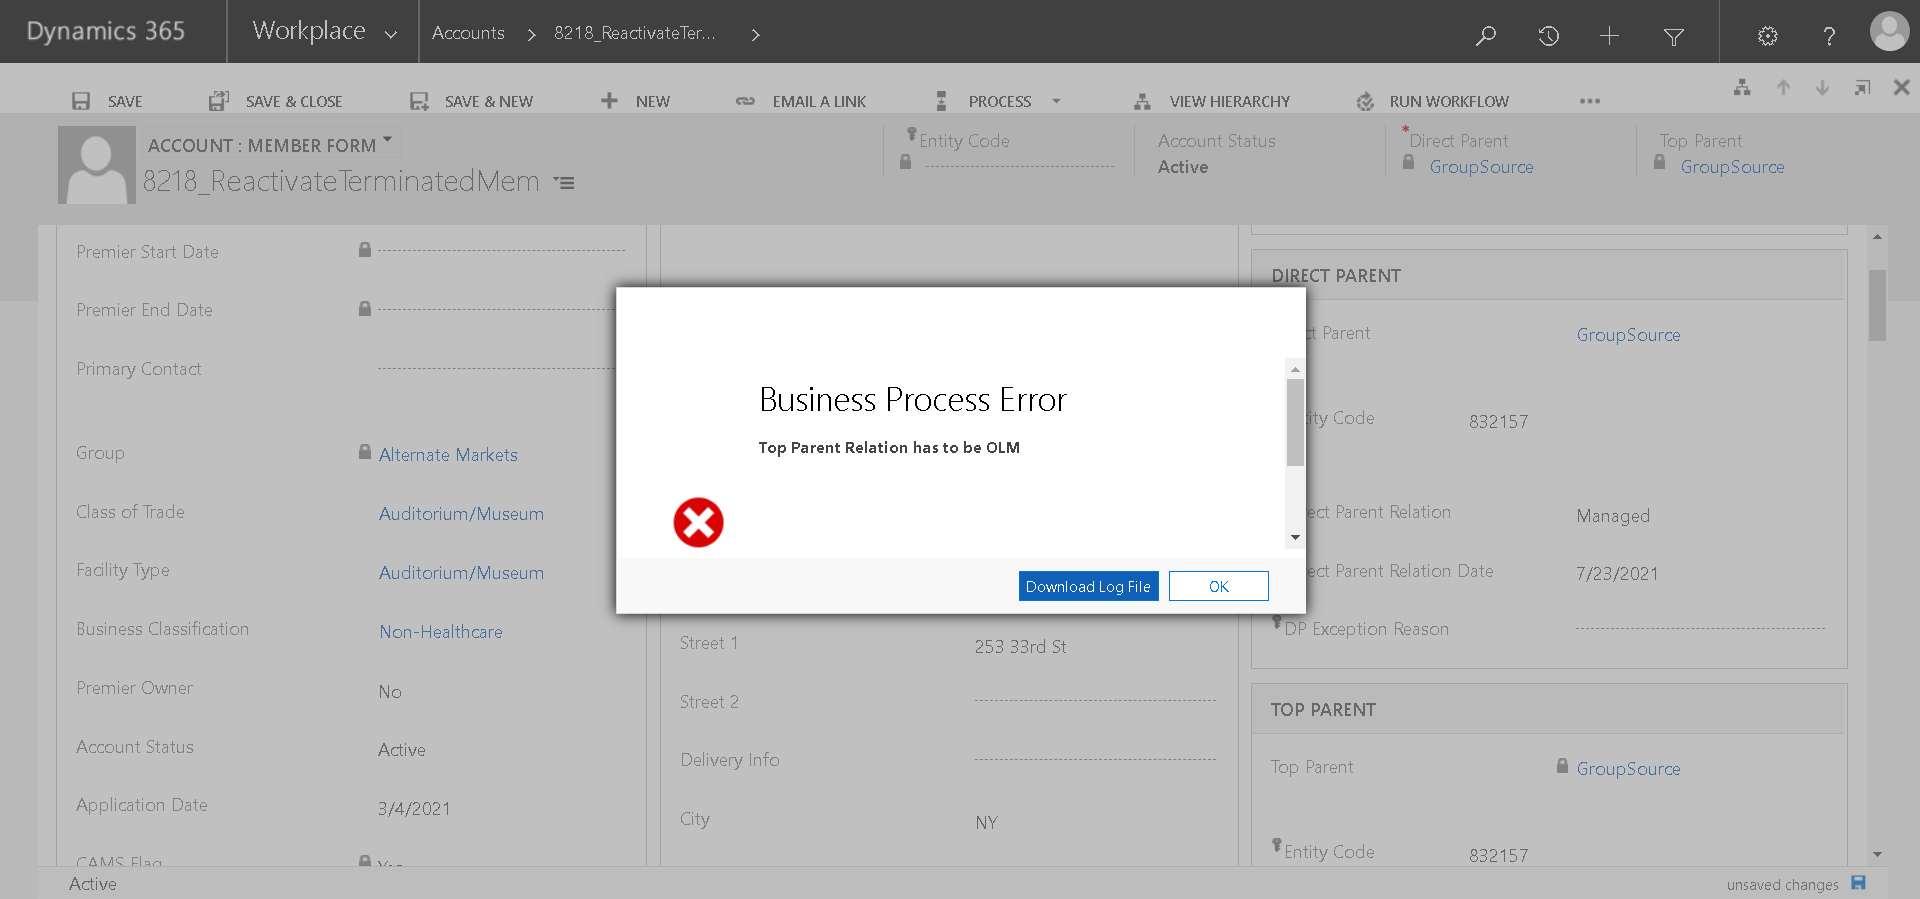 Dynamics 365
Workplace
Accounts
8218_ReactivateTer...
SAVE
SAVE & CLOSE
SAVE & NEW
NEW
EMAIL A LINK
PROCESS
VIEW HIERARCHY
RUN WORKFLOW
ACCOUNT : MEMBER FORM
8218_ReactivateTerminatedMem
Entity Code
Account Status
Active
* Direct Parent
GroupSource
Top Parent
GroupSource
Premier Start Date
Premier End Date
Primary Contact
Group
Alternate Markets
Class of Trade
Auditorium/Museum
Facility Type
Auditorium/Museum
Business Classification
Non-Healthcare
Premier Owner
No
Account Status
Active
Application Date
3/4/2021
CAMS Flag
Yes
Business Process Error
Top Parent Relation has to be OLM
Download Log File
OK
Street 1
253 33rd St
Street 2
Delivery Info
City
NY
DIRECT PARENT
ct Parent
GroupSource
ity Code
832157
ect Parent Relation
Managed
ect Parent Relation Date
7/23/2021
DP Exception Reason
TOP PARENT
Top Parent
GroupSource
Entity Code
832157
Active
unsaved changes